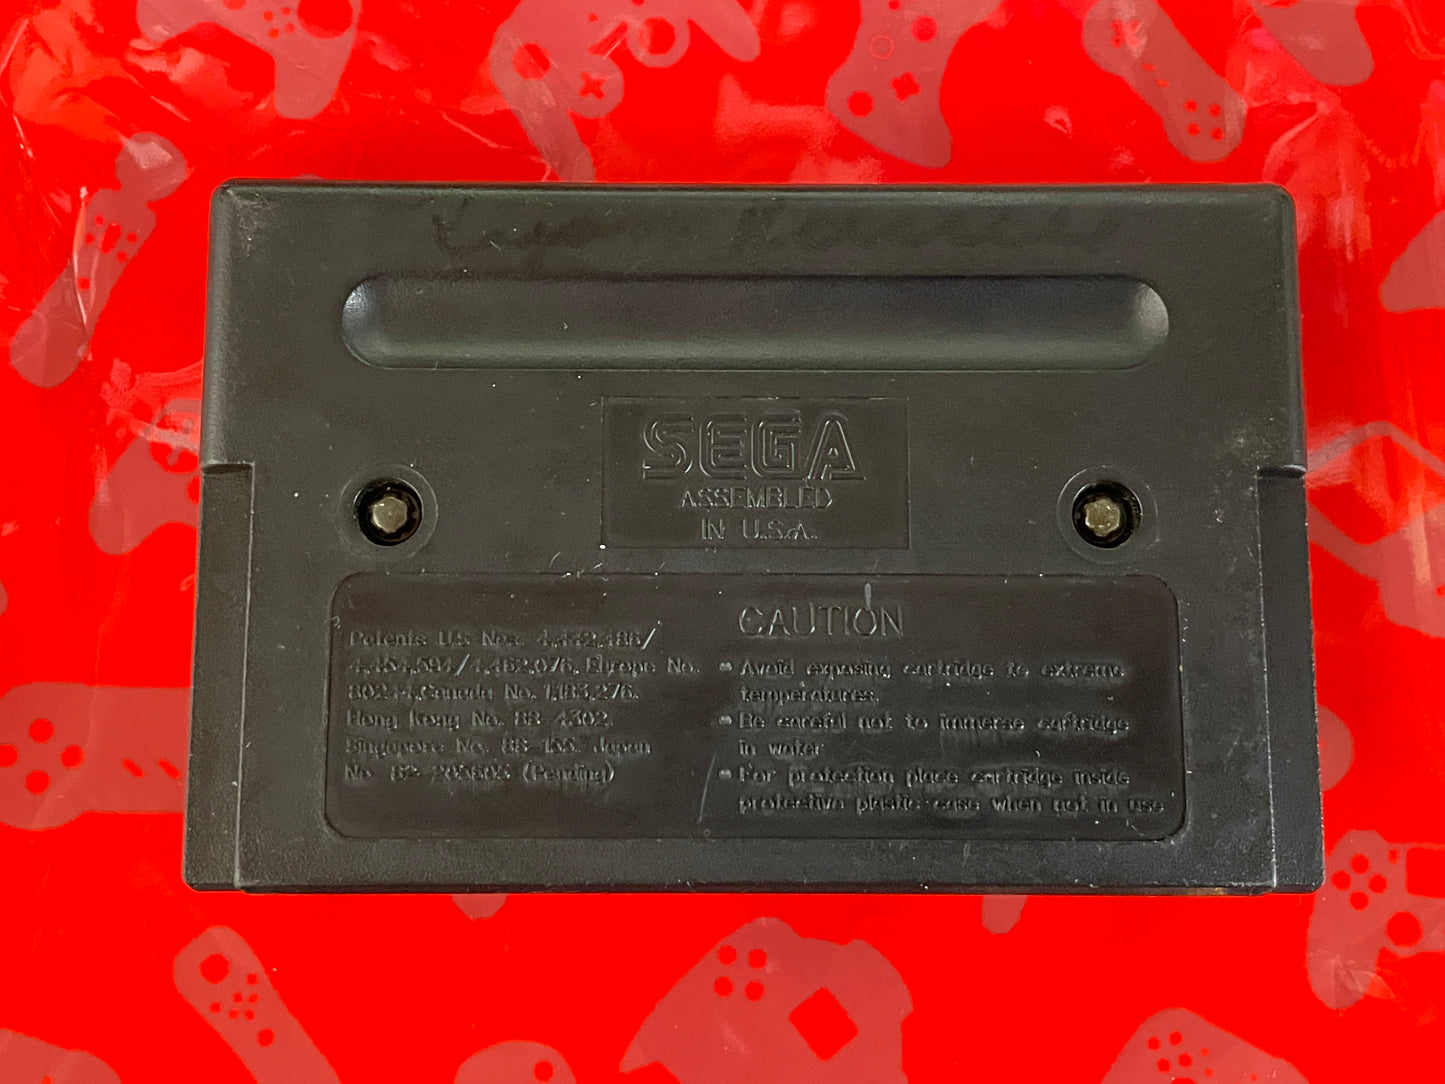 SEGA
ASSEMBLED
IN U.S.A.
Patents U.S. Nos. 4,442,486/
4,454,594/4,462,076, Europe No.
80244, Canada No. 1,183,276.
Hong Kong No. 88-4302.
Singapore No. 88-155. Japan
No. 82-205605 (Pending)
CAUTION
• Avoid exposing cartridge to extreme
temperatures.
• Be careful not to immerse cartridge
in water
• For protection place cartridge inside
protective plastic case when not in use